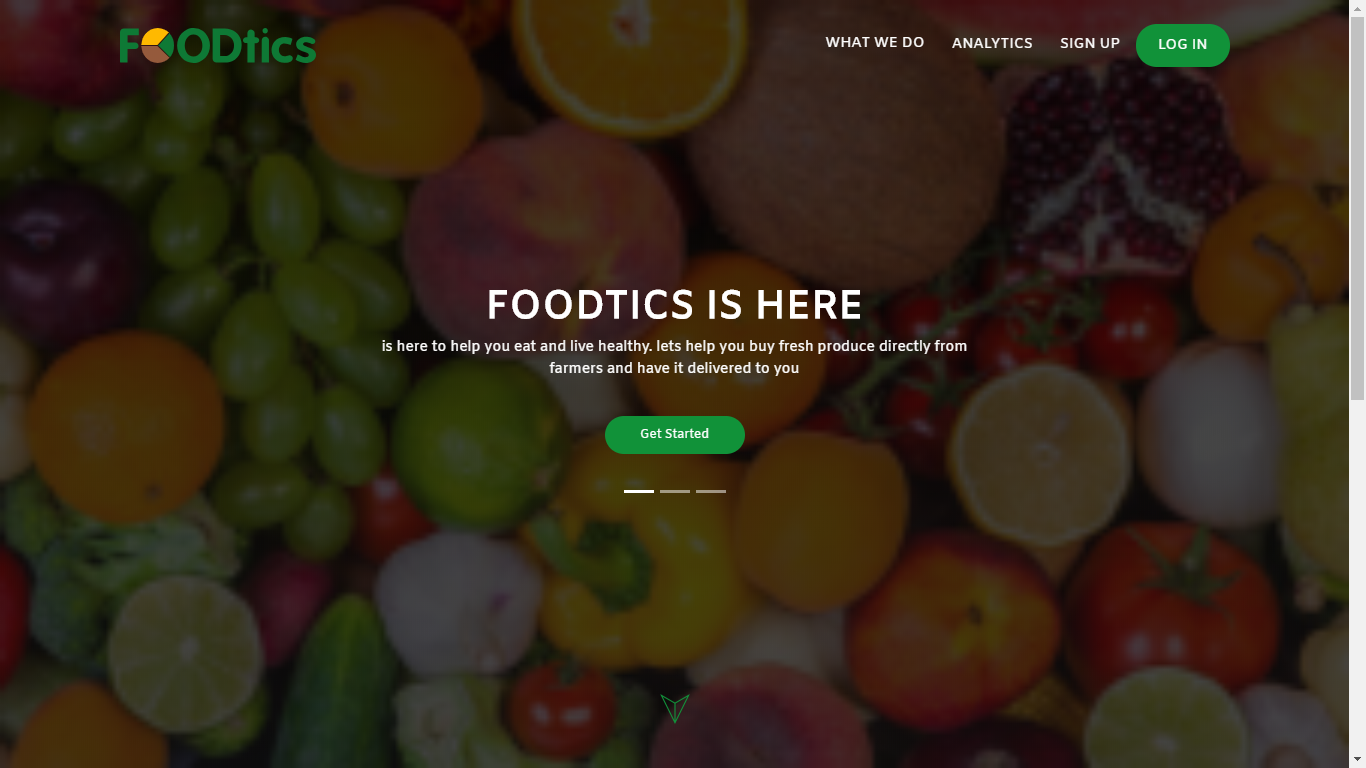 FOODtics
WHAT WE DO
ANALYTICS
SIGN UP
LOG IN
FOODTICS IS HERE
is here to help you eat and live healthy. lets help you buy fresh produce directly from
farmers and have it delivered to you
Get Started